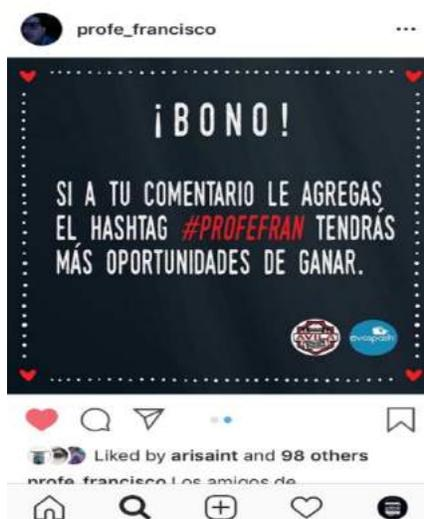 profe_francisco
¡BONO!
SI A TU COMENTARIO LE AGREGAS
EL HASHTAG #PROFEFRAN TENDRÁS
MÁS OPORTUNIDADES DE GANAR.
AVILA
Liked by arisaint and 98 others
profe_francisco Los amigos de